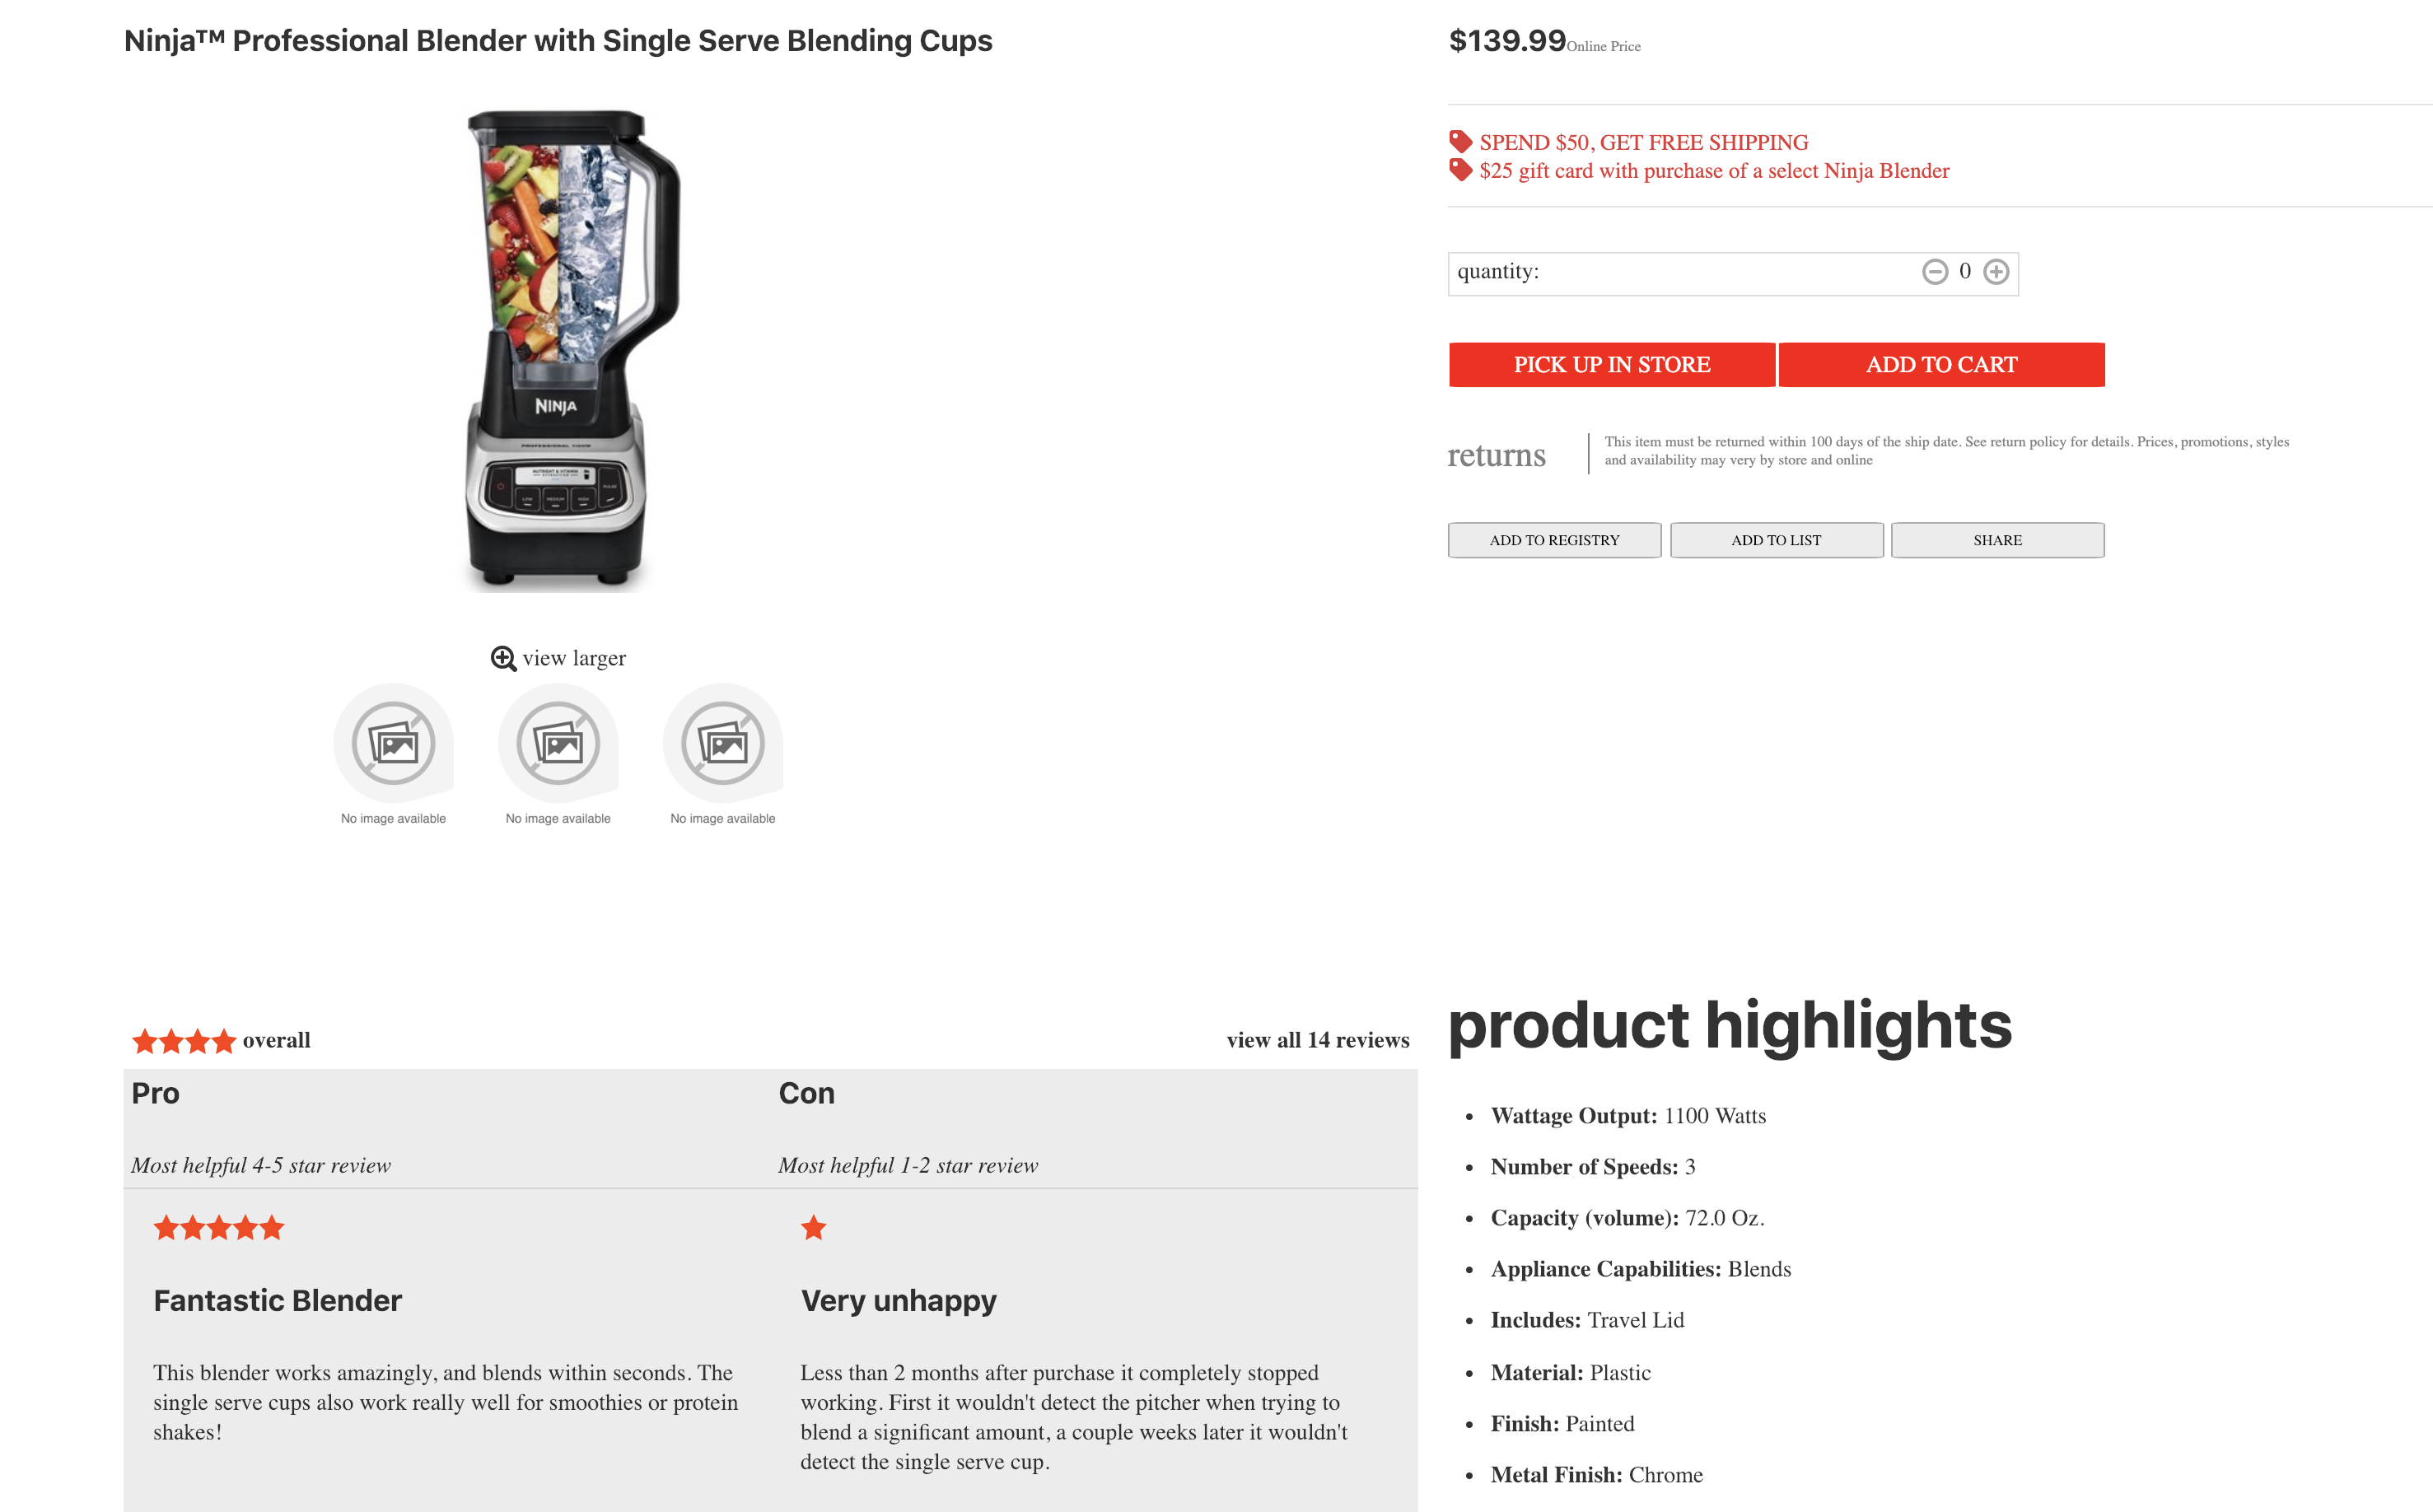 Ninja™ Professional Blender with Single Serve Blending Cups
NINJA
PROFESSIONAL 1100W
NUTRIENT & VITAMIN
LOW
MEDIUM
HIGH
PULSE
view larger
No image available
No image available
No image available
$139.99 Online Price
SPEND $50, GET FREE SHIPPING
$25 gift card with purchase of a select Ninja Blender
quantity:
0
PICK UP IN STORE
ADD TO CART
returns
This item must be returned within 100 days of the ship date. See return policy for details. Prices, promotions, styles
and availability may very by store and online
ADD TO REGISTRY
ADD TO LIST
SHARE
overall
view all 14 reviews
Pro
Most helpful 4-5 star review
Fantastic Blender
This blender works amazingly, and blends within seconds. The
single serve cups also work really well for smoothies or protein
shakes!
Con
Most helpful 1-2 star review
Very unhappy
Less than 2 months after purchase it completely stopped
working. First it wouldn't detect the pitcher when trying to
blend a significant amount, a couple weeks later it wouldn't
detect the single serve cup.
product highlights
Wattage Output: 1100 Watts
Number of Speeds: 3
Capacity (volume): 72.0 Oz.
Appliance Capabilities: Blends
Includes: Travel Lid
Material: Plastic
Finish: Painted
Metal Finish: Chrome